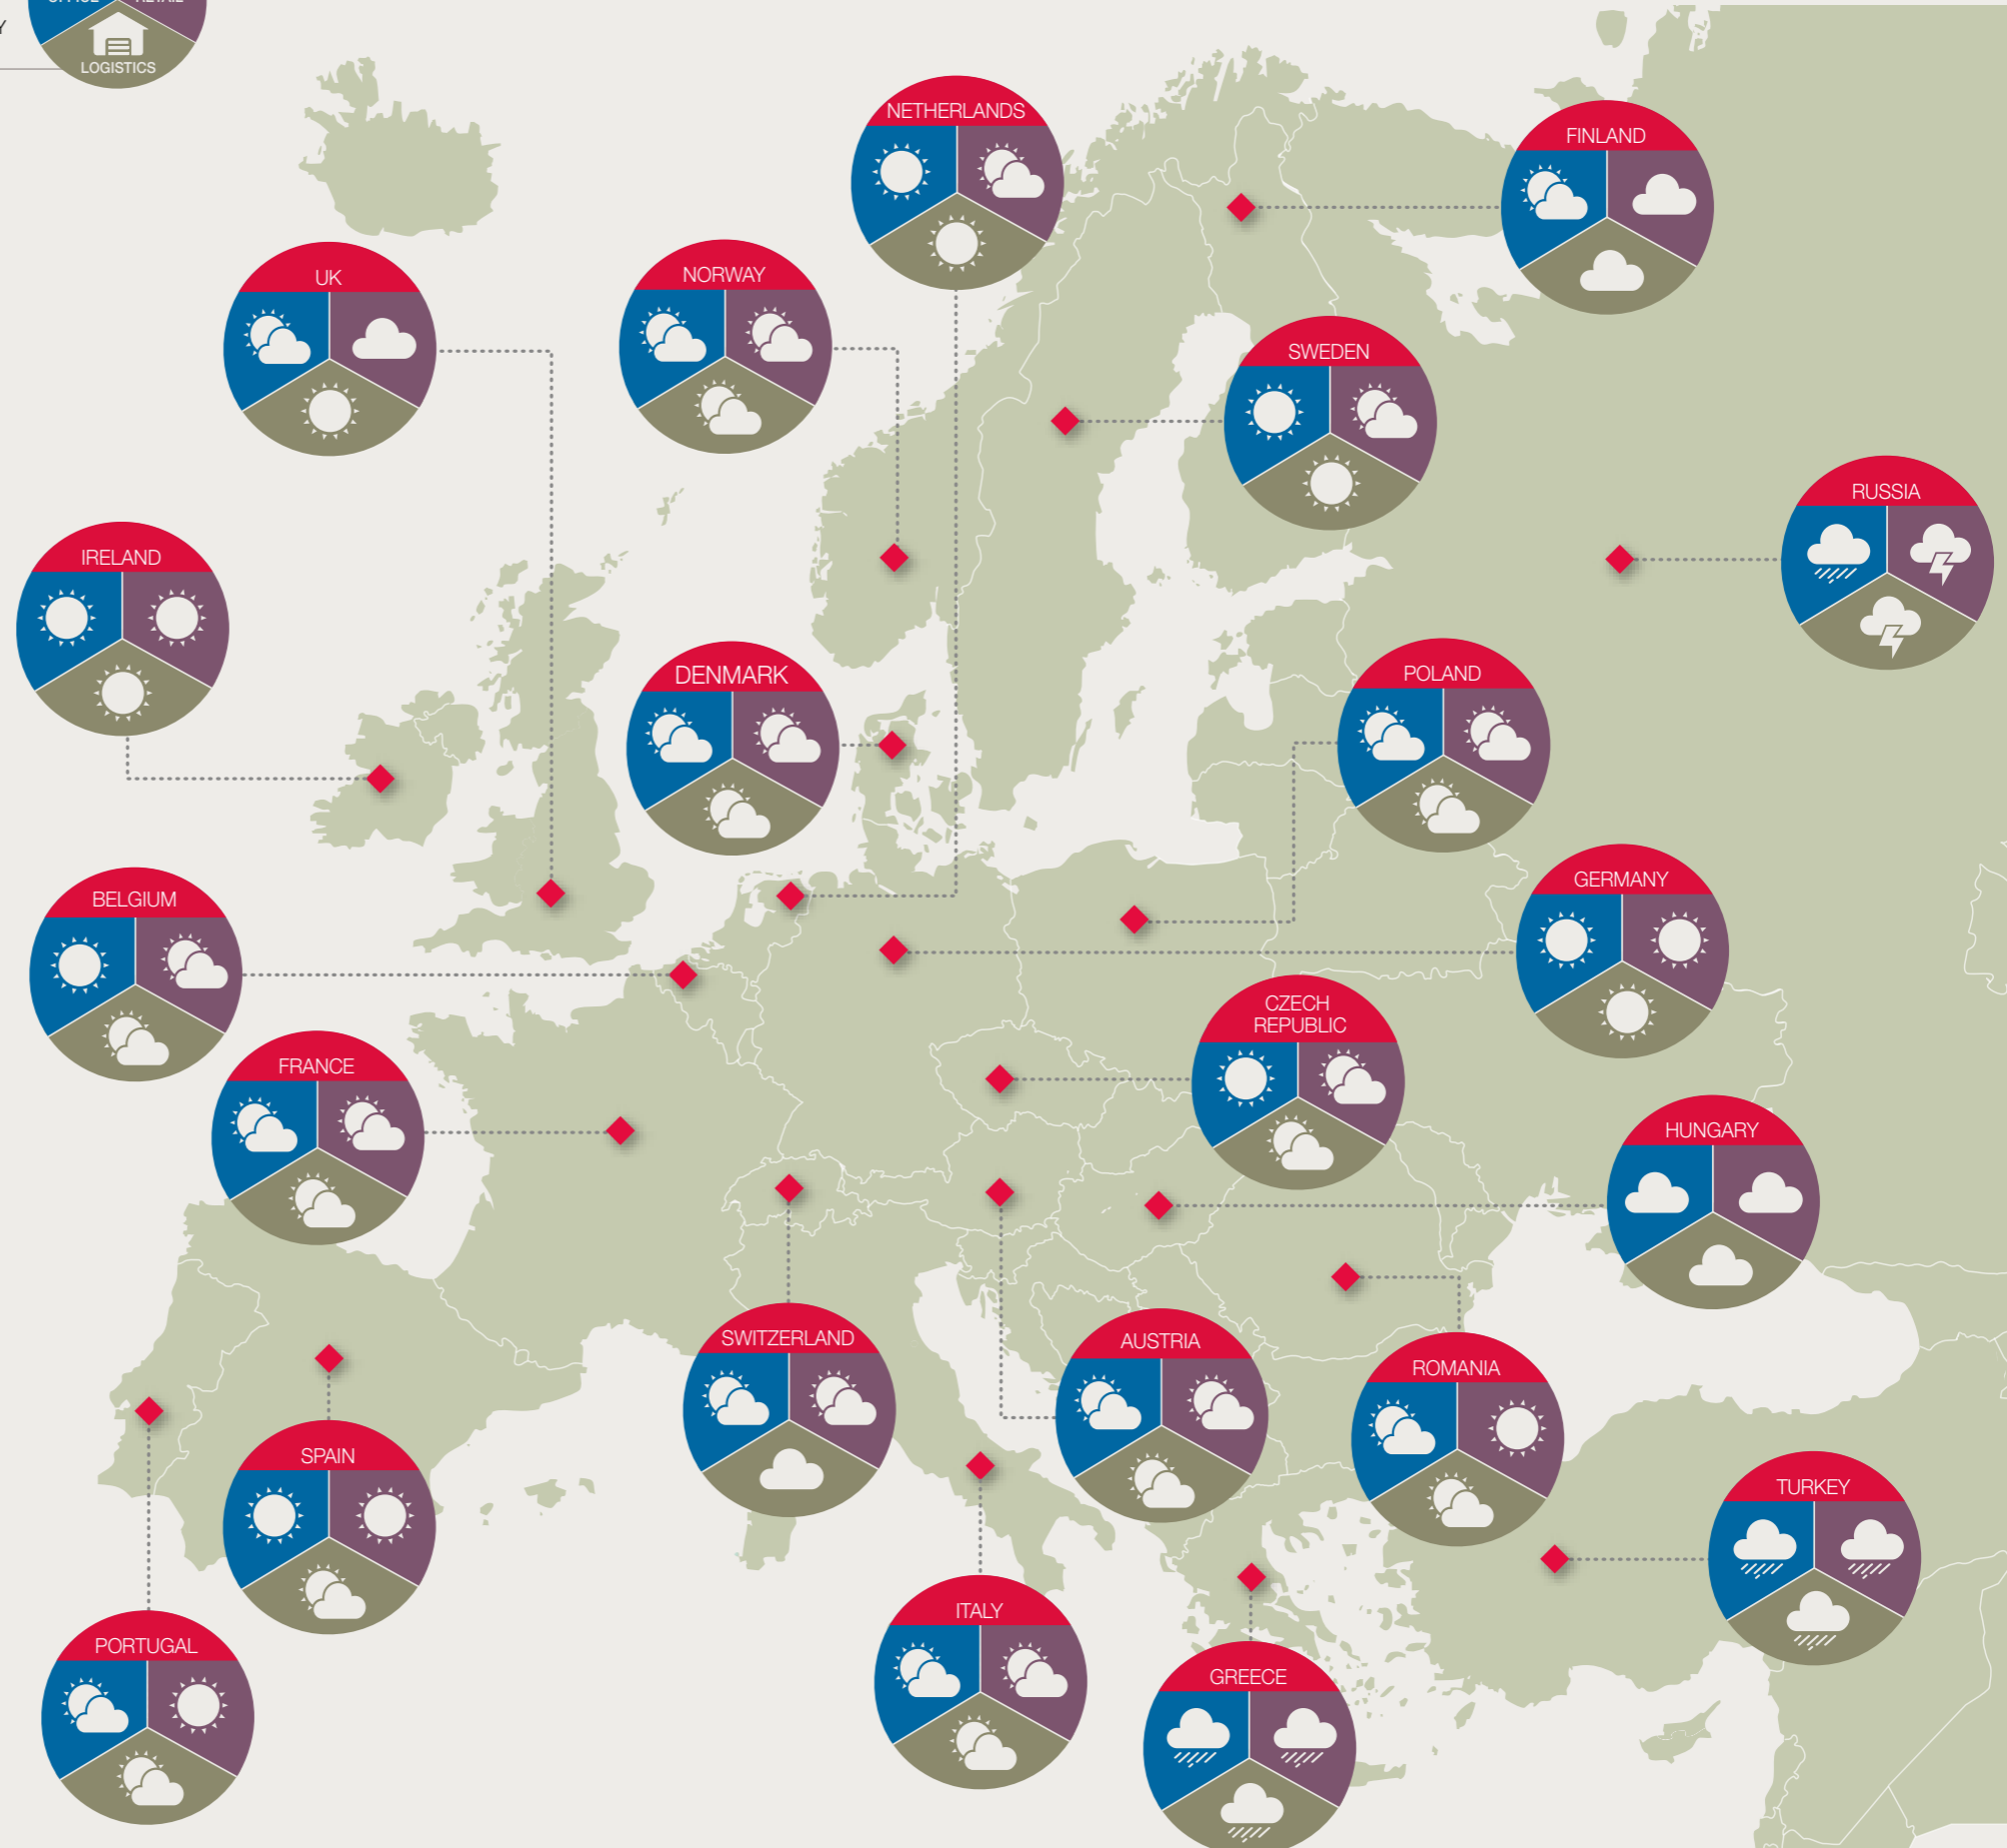 Y
LOGISTICS
NETHERLANDS
FINLAND
UK
NORWAY
SWEDEN
RUSSIA
IRELAND
POLAND
DENMARK
GERMANY
BELGIUM
CZECH
REPUBLIC
FRANCE
HUNGARY
SWITZERLAND
AUSTRIA
ROMANIA
SPAIN
TURKEY
ITALY
PORTUGAL
GREECE